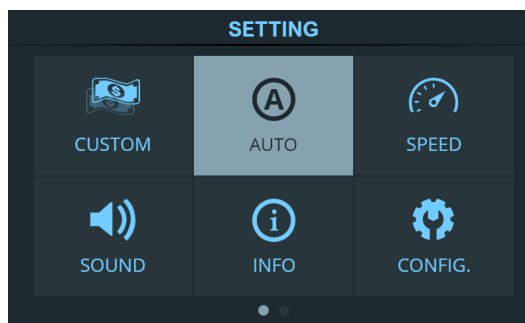 SETTING
CUSTOM
A
AUTO
SPEED
SOUND
i
INFO
CONFIG.